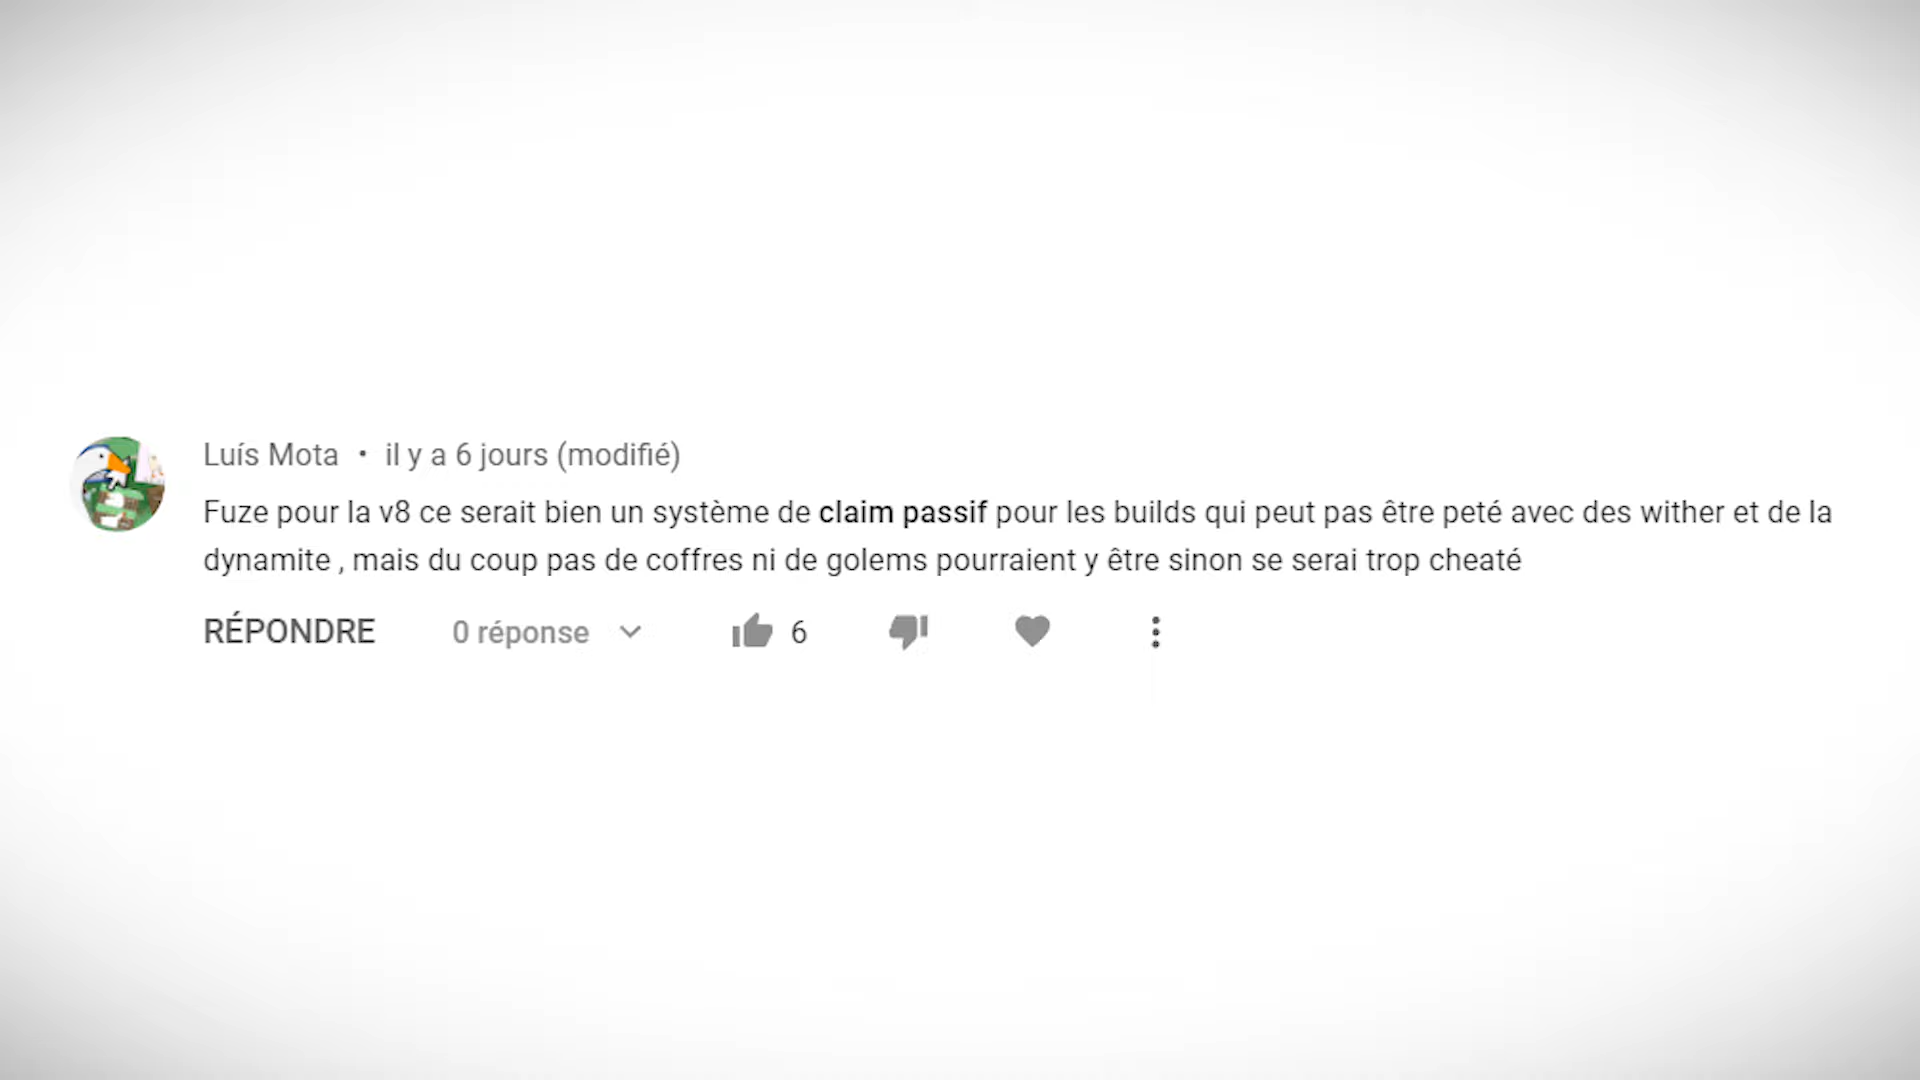 Luís Mota • il y a 6 jours (modifié)
Fuze pour la v8 ce serait bien un système de claim passif pour les builds qui peut pas être peté avec des wither et de la
dynamite , mais du coup pas de coffres ni de golems pourraient y être sinon se serai trop cheaté
RÉPONDRE 0 réponse 6